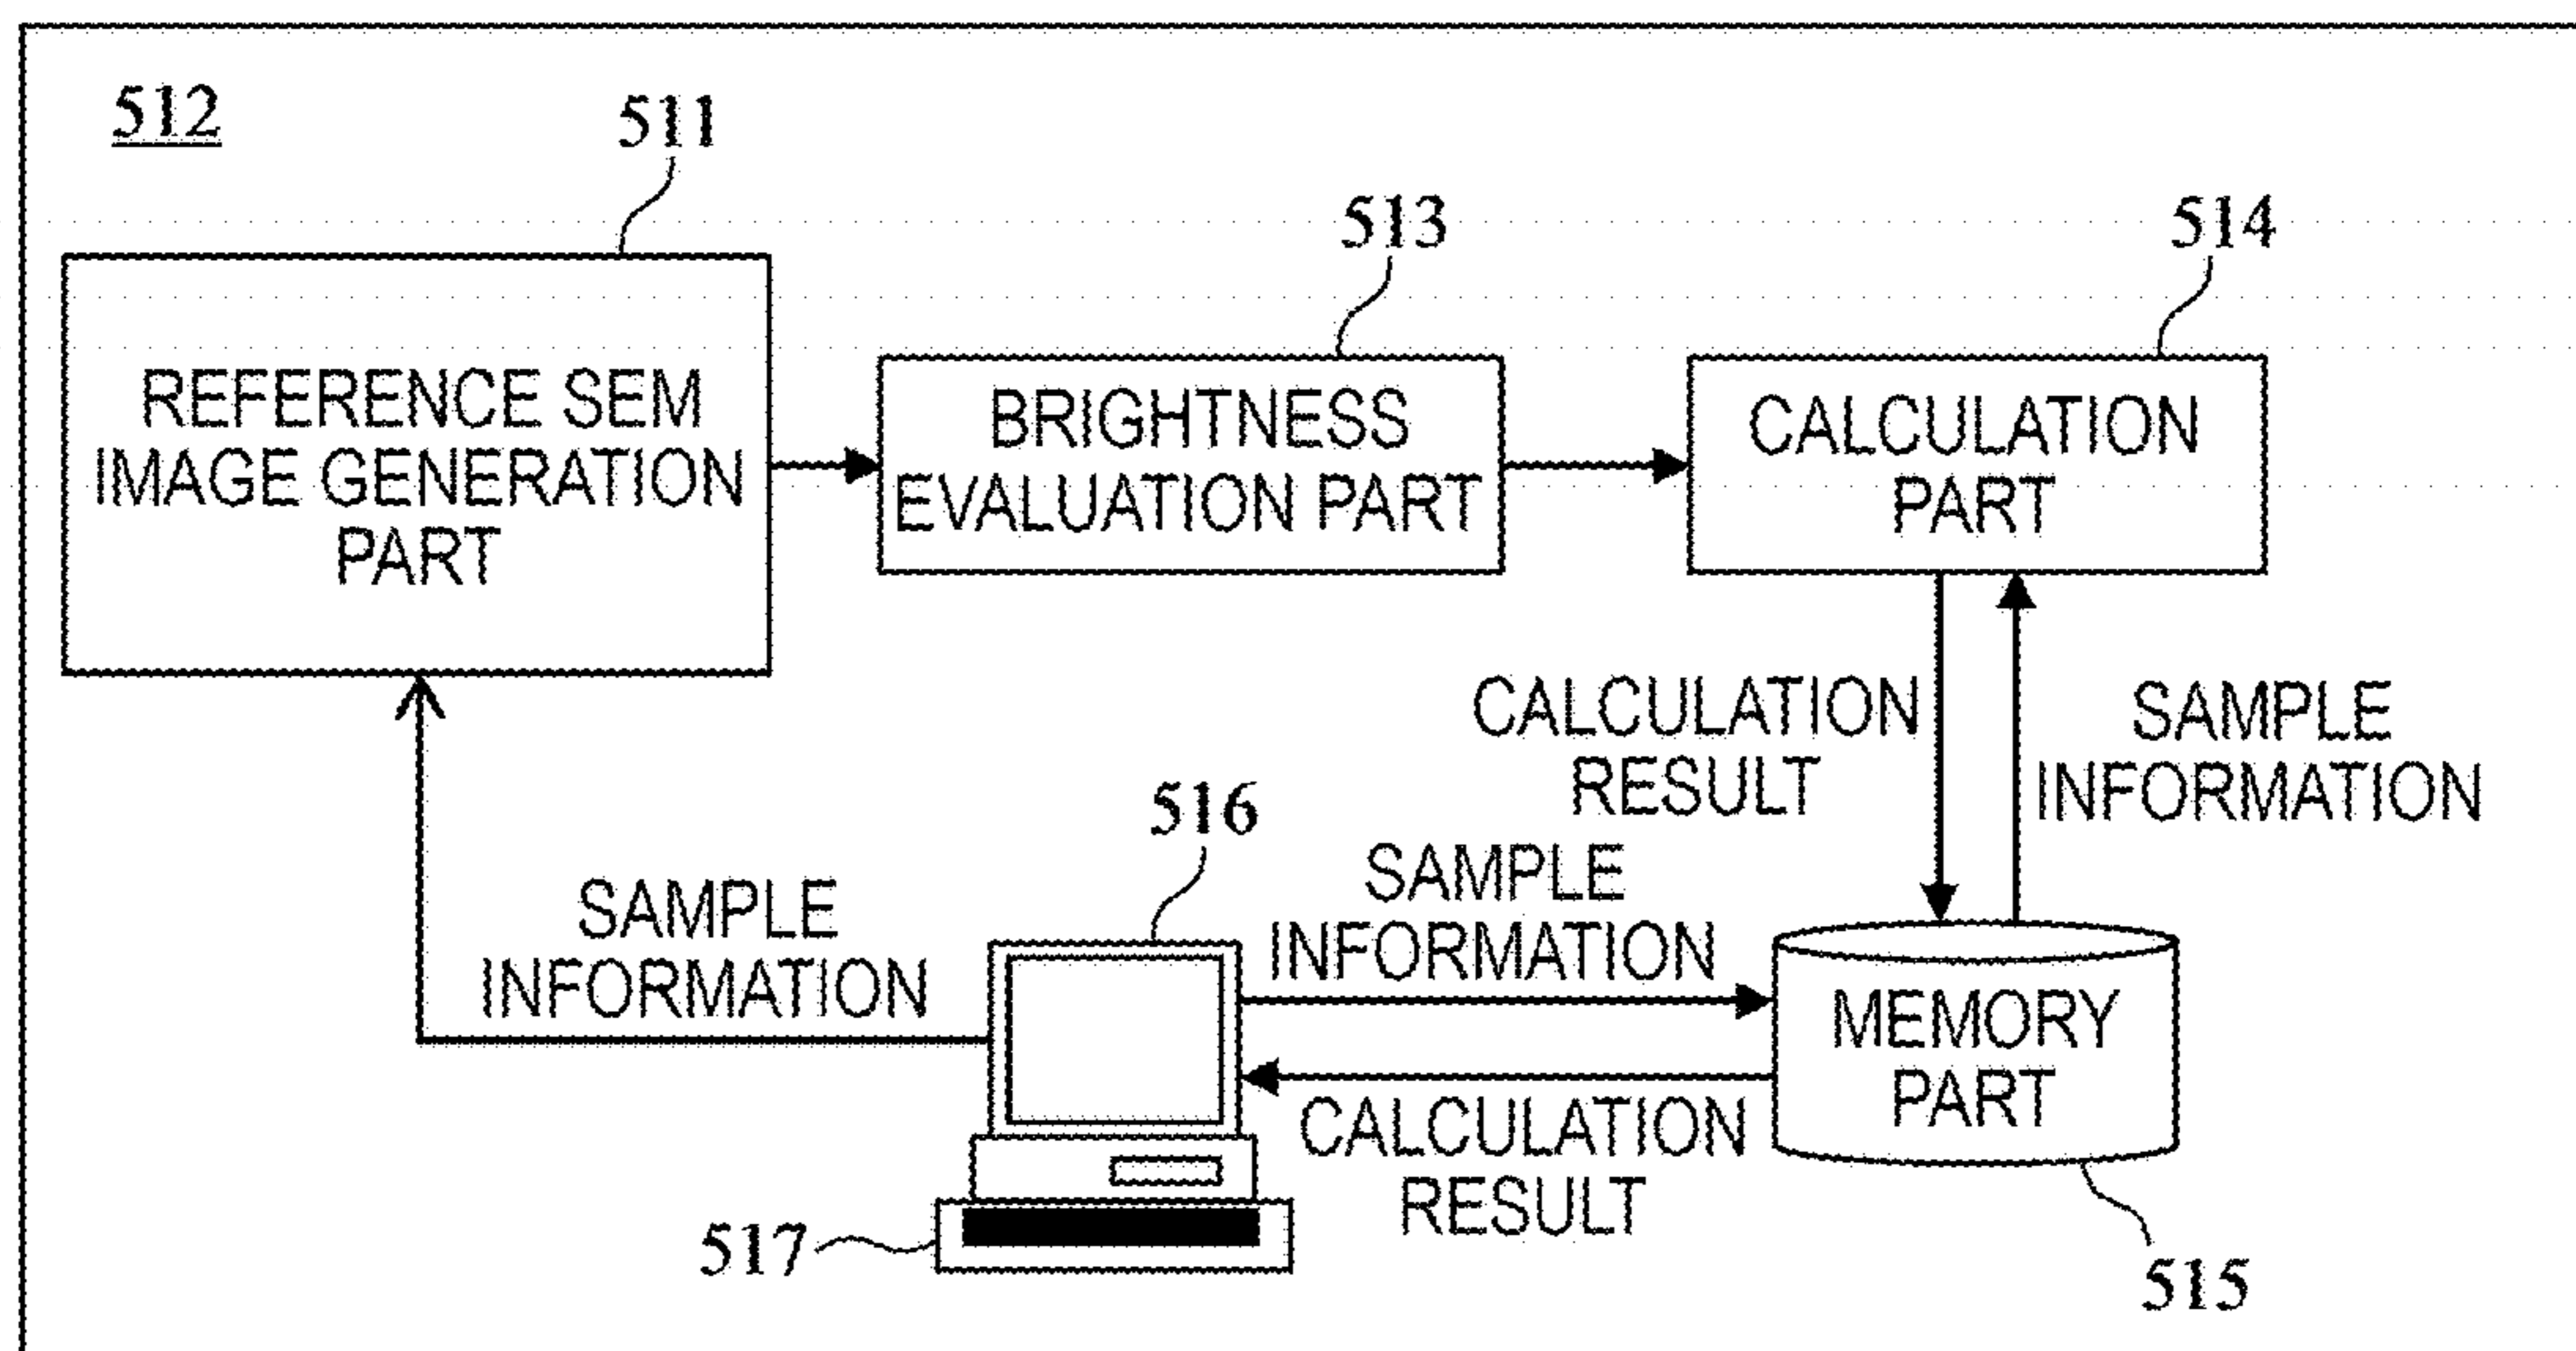 512
511
513
514
REFERENCE SEM
IMAGE GENERATION
PART
BRIGHTNESS
EVALUATION PART
CALCULATION
PART
CALCULATION
RESULT
SAMPLE
INFORMATION
516
SAMPLE
INFORMATION
SAMPLE
INFORMATION
MEMORY
PART
CALCULATION
RESULT
517
515